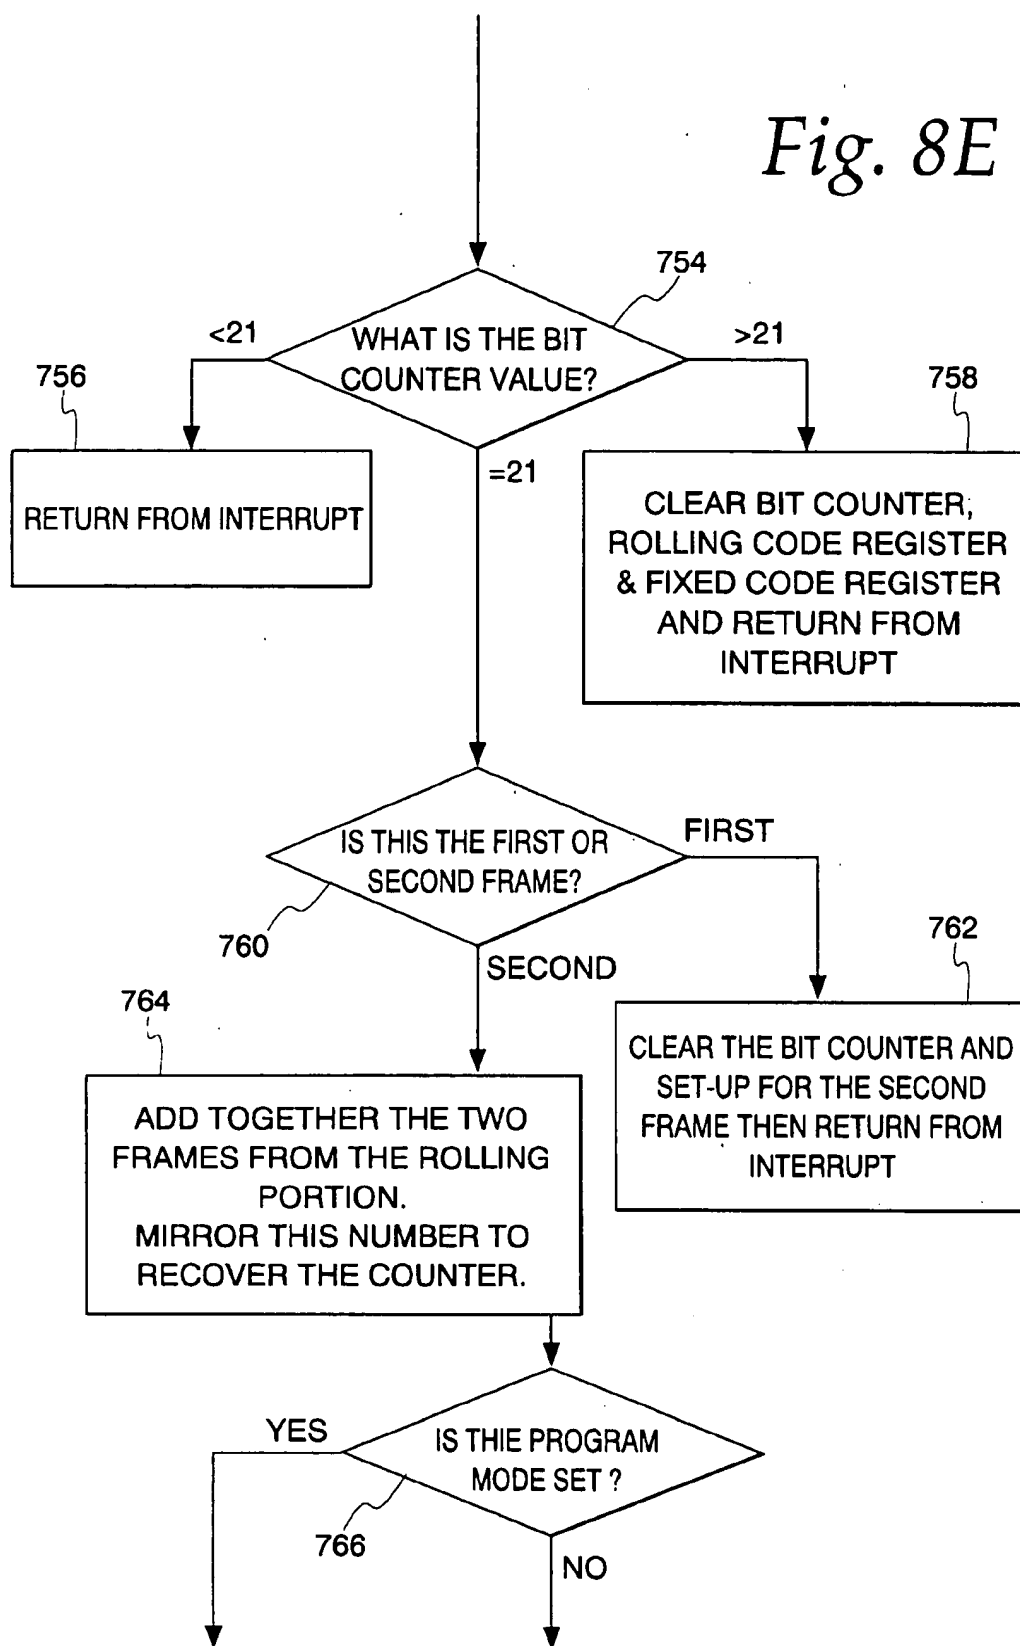 Fig. 8E
754
<21
WHAT IS THE BIT
COUNTER VALUE?
>21
756
758
=21
RETURN FROM INTERRUPT
CLEAR BIT COUNTER,
ROLLING CODE REGISTER
& FIXED CODE REGISTER
AND RETURN FROM
INTERRUPT
FIRST
IS THIS THE FIRST OR
SECOND FRAME?
760
762
SECOND
764
CLEAR THE BIT COUNTER AND
SET-UP FOR THE SECOND
FRAME THEN RETURN FROM
INTERRUPT
ADD TOGETHER THE TWO
FRAMES FROM THE ROLLING
PORTION.
MIRROR THIS NUMBER TO
RECOVER THE COUNTER.
YES
IS THIE PROGRAM
MODE SET ?
766
NO